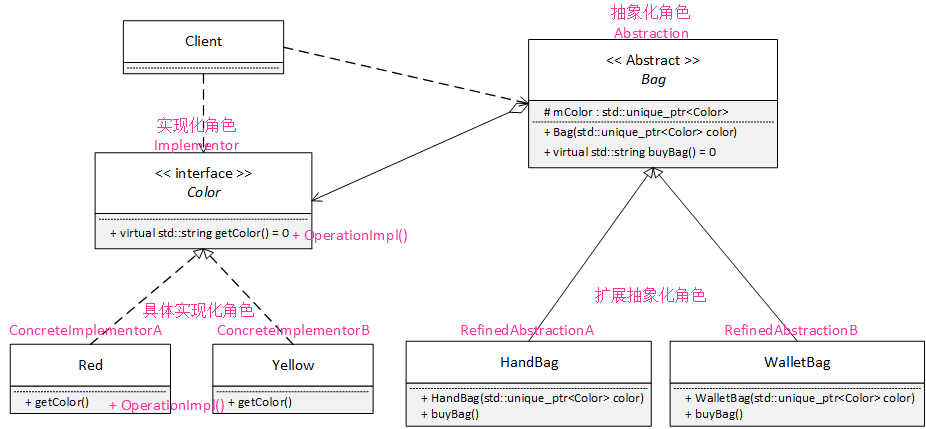 抽象化角色
Abstraction
Client
<< Abstract >>
Bag
# mColor : std::unique_ptr<Color>
+ Bag(std::unique_ptr<Color> color)
+ virtual std::string buyBag() = 0
实现化角色
Implementor
<< interface >>
Color
+ virtual std::string getColor() = 0
+ OperationImpl()
具体实现化角色
ConcreteImplementorA
ConcreteImplementorB
Red
+ getColor()
+ OperationImpl()
Yellow
+ getColor()
扩展抽象化角色
RefinedAbstractionA
RefinedAbstractionB
HandBag
+ HandBag(std::unique_ptr<Color> color)
+ buyBag()
WalletBag
+ WalletBag(std::unique_ptr<Color> color)
+ buyBag()